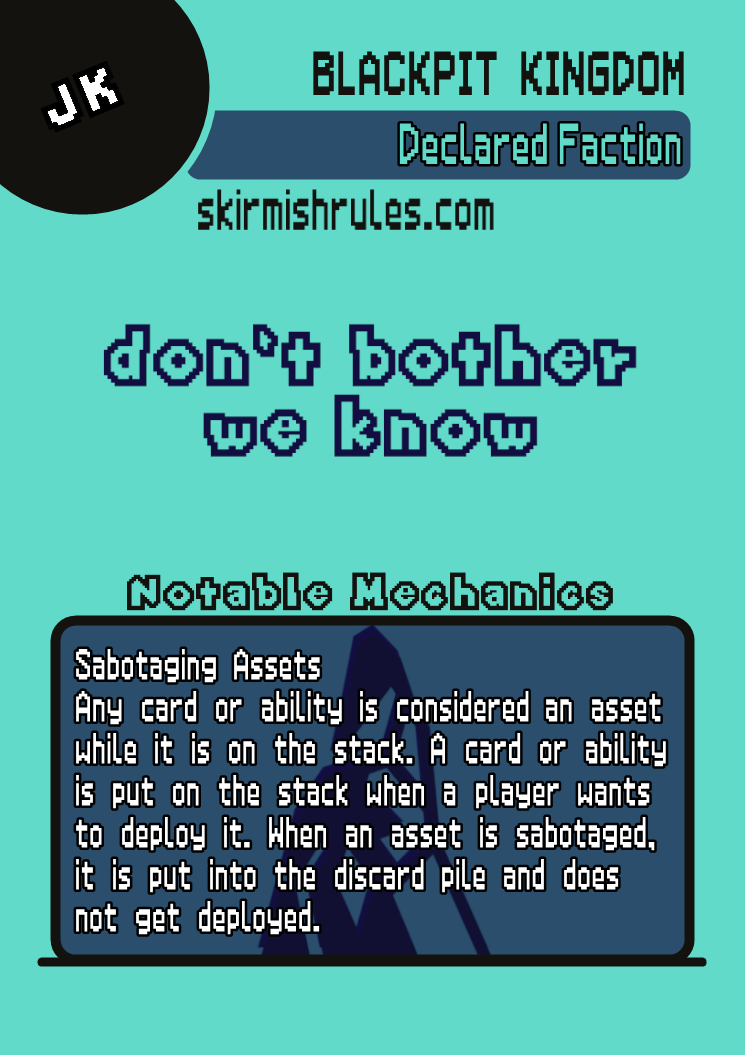 JK
BLACKPIT KINGDOM
Declared Faction
skirmishrules.com
don't bother
we know
Notable Mechanics
Sabotaging Assets
Any card or ability is considered an asset
while it is on the stack. A card or ability
is put on the stack when a player wants
to deploy it. When an asset is sabotaged,
it is put into the discard pile and does
not get deployed.